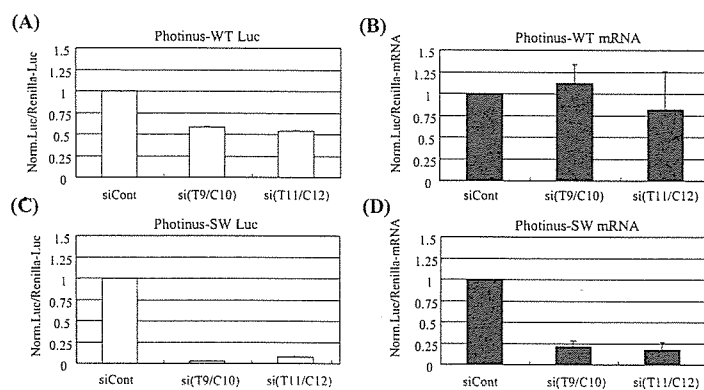 (A)
Photinus-WT Luc
Norm.Luc/Renilla-Luc
1.5
1.25
1
0.75
0.5
0.25
0
siCont
si(T9/C10)
si(T11/C12)
(B)
Photinus-WT mRNA
Norm.Luc/Renilla-mRNA
1.5
1.25
1
0.75
0.5
0.25
0
siCont
si(T9/C10)
si(T11/C12)
(C)
Photinus-SW Luc
Norm.Luc/Renilla-Luc
1.5
1.25
1
0.75
0.5
0.25
0
siCont
si(T9/C10)
si(T11/C12)
(D)
Photinus-SW mRNA
Norm.Luc/Renilla-mRNA
1.5
1.25
1
0.75
0.5
0.25
0
siCont
si(T9/C10)
si(T11/C12)